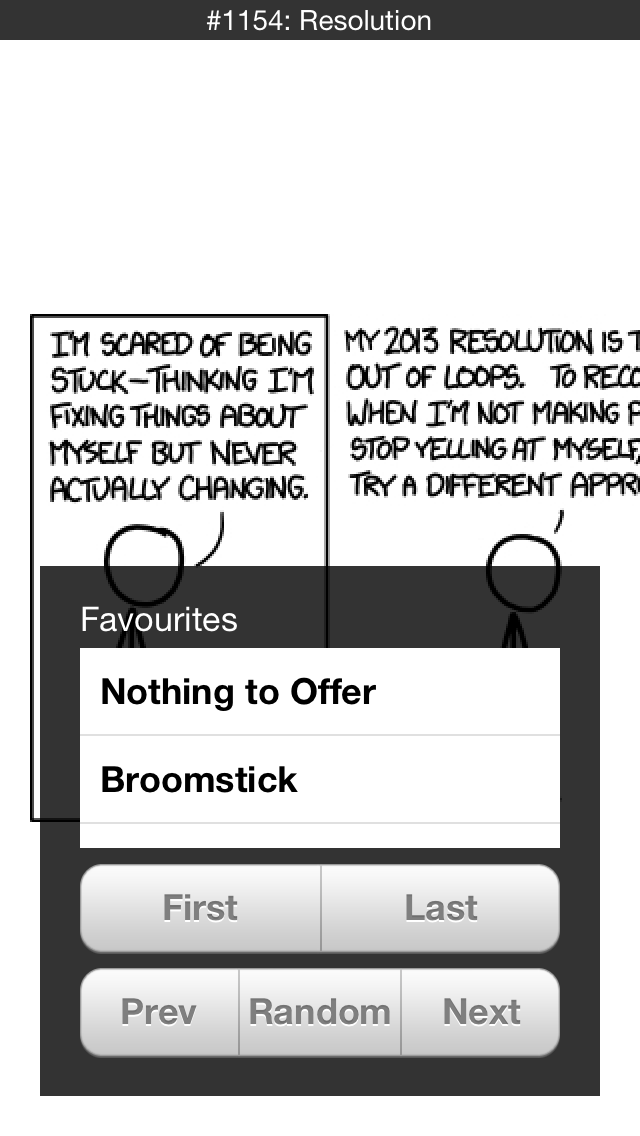 #1154: Resolution
I'M SCARED OF BEING
STUCK—THINKING I'M
FIXING THINGS ABOUT
MYSELF BUT NEVER
ACTUALLY CHANGING.
MY 2013 RESOLUTION IS
OUT OF LOOPS. TO
WHEN I'M NOT MAKING
STOP YELLING AT MYSELF,
TRY A DIFFERENT
Favourites
Nothing to Offer
Broomstick
First Last
Prev Random Next